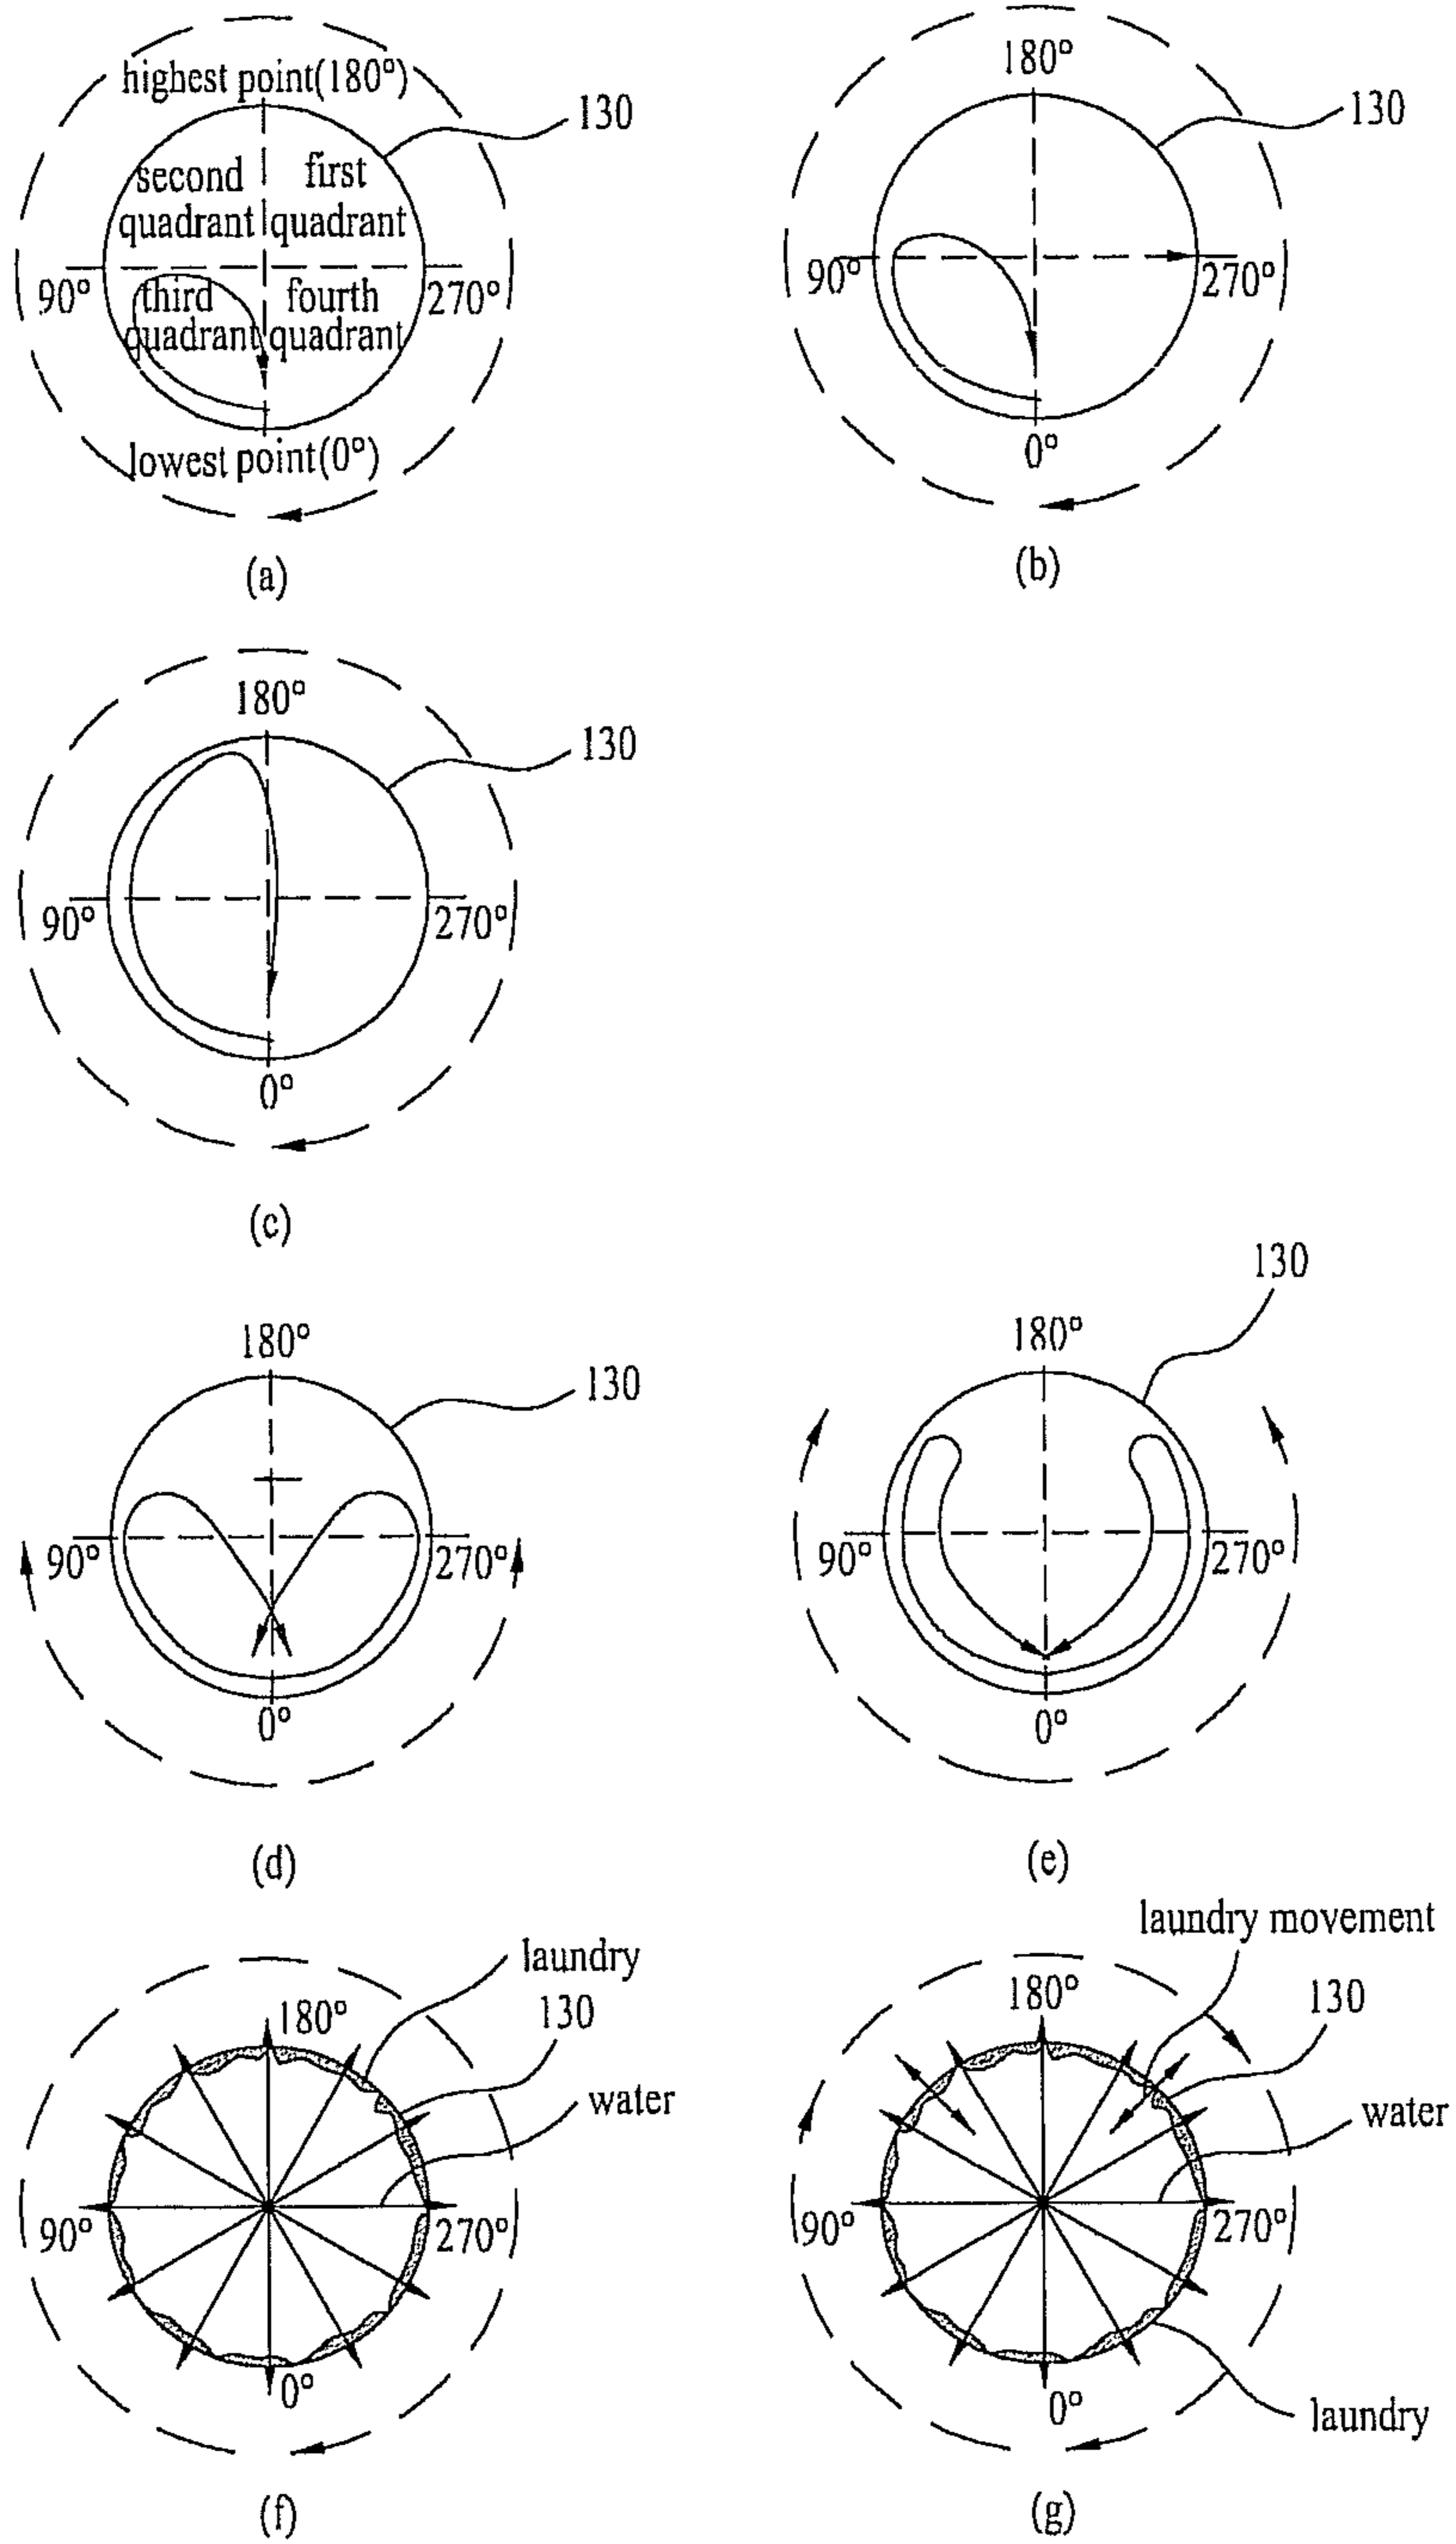 highest point(180°)
130
second first
quadrant quadrant
90° third fourth 270°
quadrant quadrant
lowest point(0°)
(a)
180°
130
90° 270°
0°
(b)
180°
130
90° 270°
0°
(c)
180°
130
90° 270°
0°
(d)
130
180°
90° 270°
0°
(e)
laundry
180° 130
water
90° 270°
0°
(f)
laundry movement
180° 130
water
90° 270°
0°
laundry
(g)